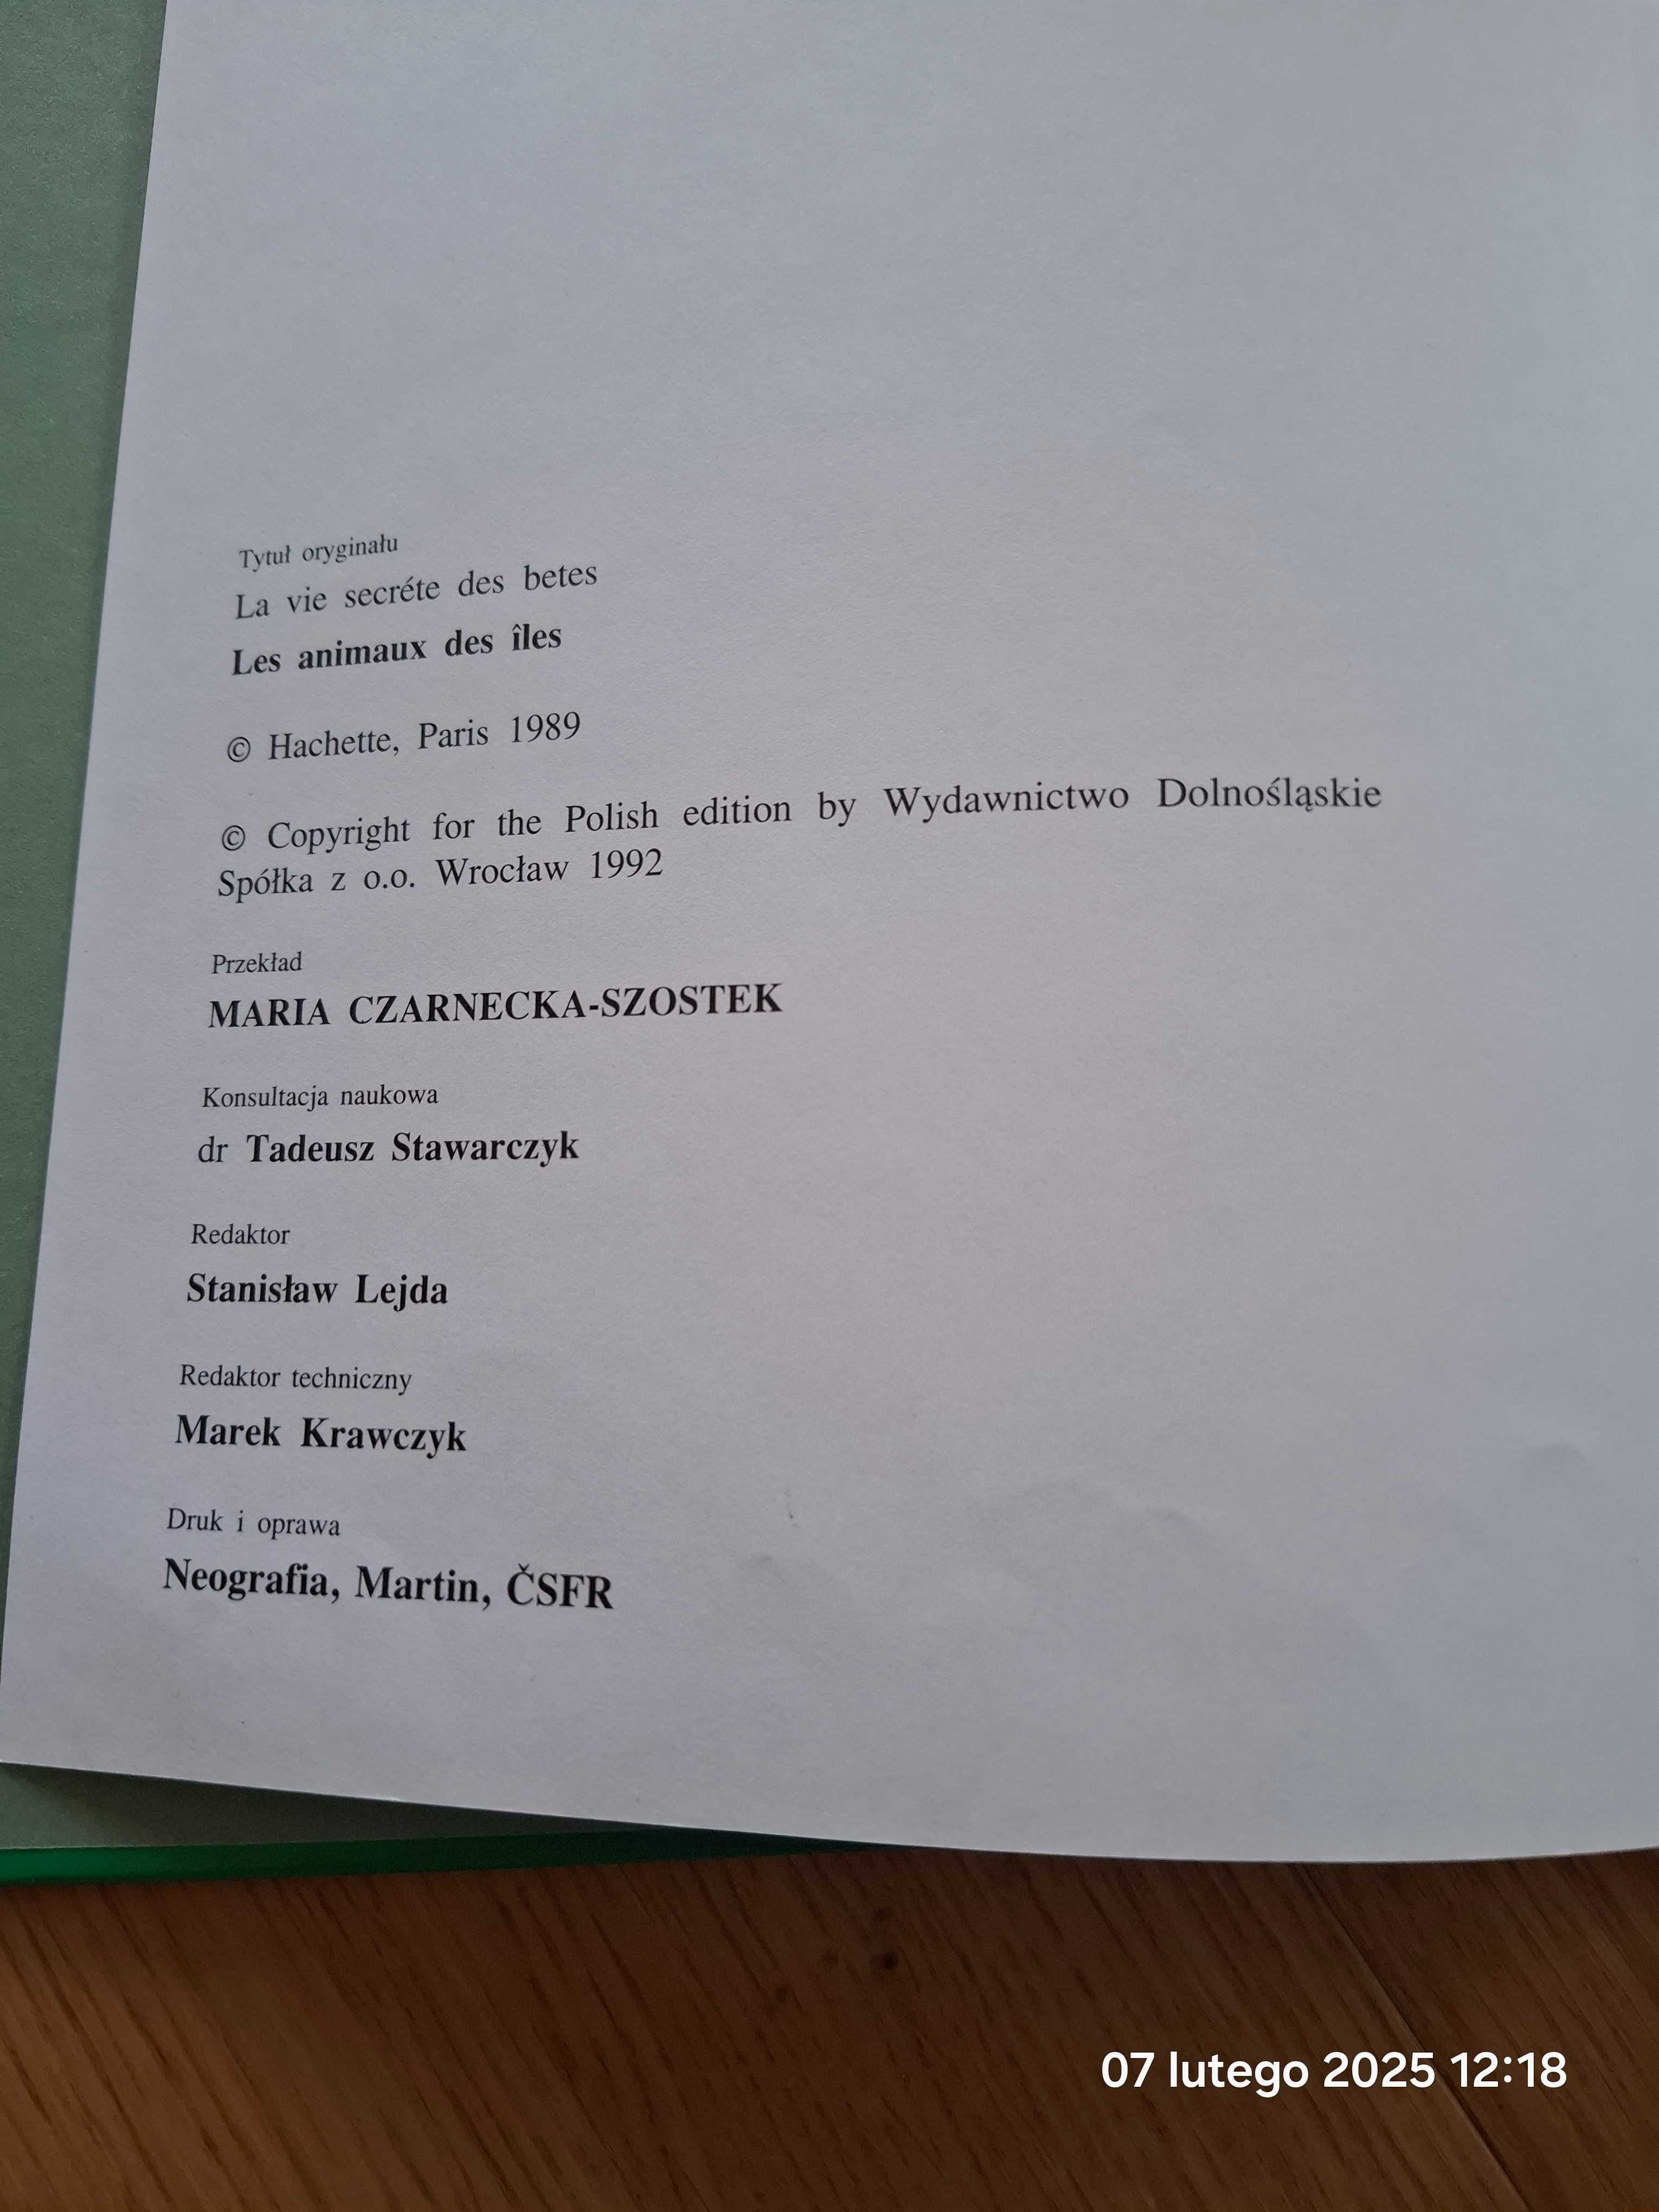 Tytuł oryginału
La vie secréte des betes
Les animaux des îles
© Hachette, Paris 1989
© Copyright for the Polish edition by Wydawnictwo Dolnośląskie
Spółka z o.o. Wrocław 1992
Przekład
MARIA CZARNECKA-SZOSTEK
Konsultacja naukowa
dr Tadeusz Stawarczyk
Redaktor
Stanisław Lejda
Redaktor techniczny
Marek Krawczyk
Druk i oprawa
Neografia, Martin, ČSFR
07 lutego 2025 12:18